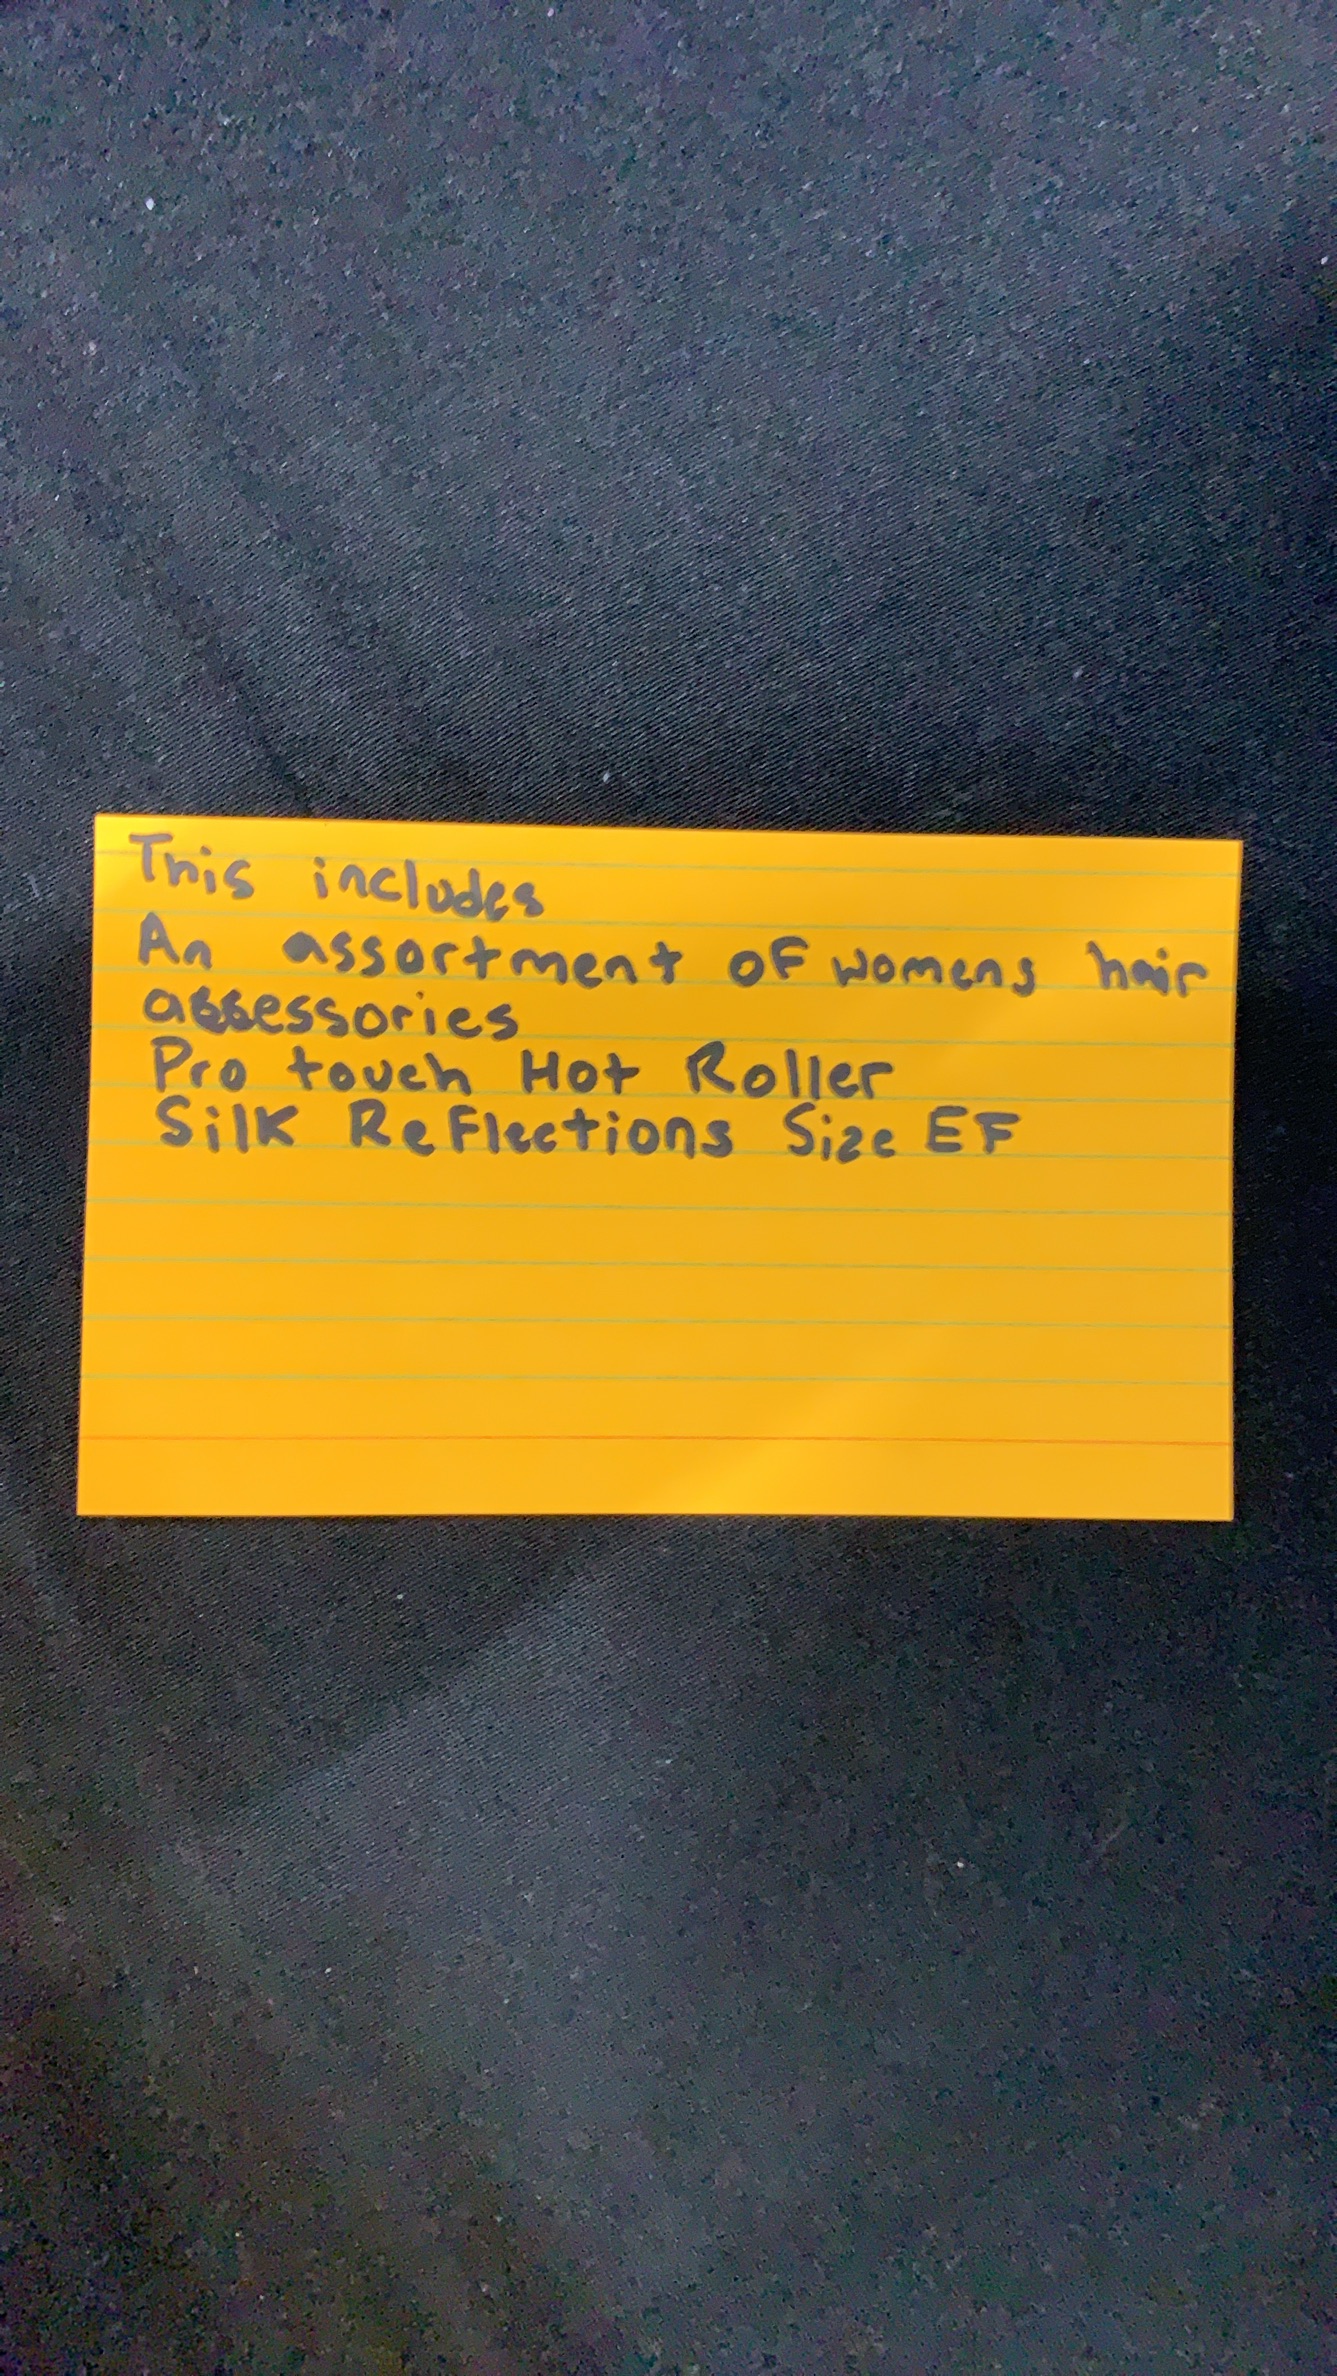 This includes
An assortment of womens hair
assessories
Pro touch Hot Roller
Silk Reflections Size EF